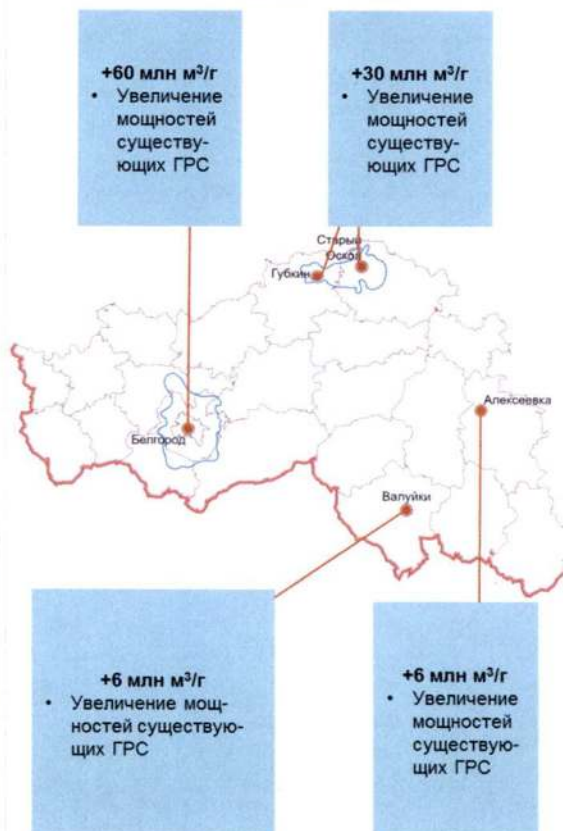 +60 млн м³/г
• Увеличение
мощностей
существу-
ющих ГРС
+30 млн м³/г
• Увеличение
мощностей
существу-
ющих ГРС
Старый
Оскол
Губкин
Алексеевка
Белгород
Валуйки
+6 млн м³/г
• Увеличение мощ-
ностей существую-
щих ГРС
+6 млн м³/г
• Увеличение
мощностей
существую-
щих ГРС